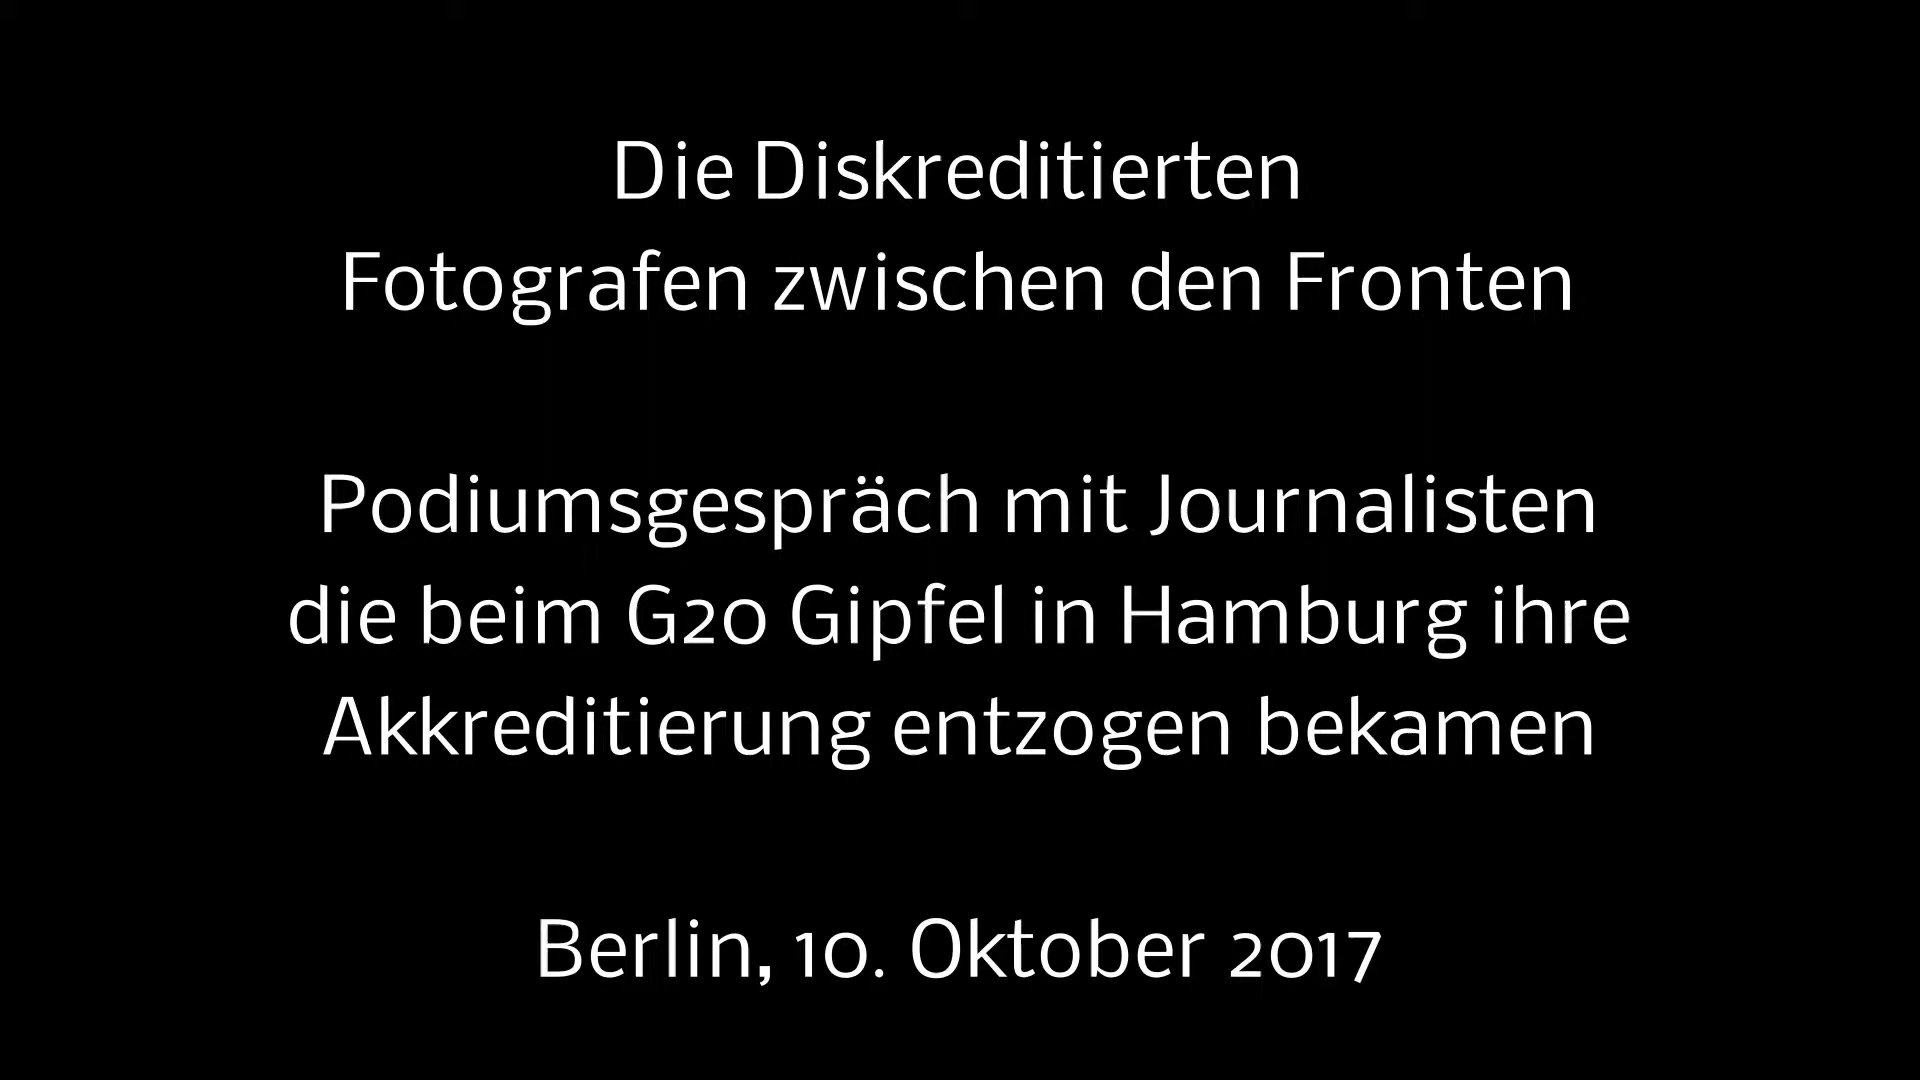 Die Diskreditierten
Fotografen zwischen den Fronten
Podiumsgespräch mit Journalisten
die beim G20 Gipfel in Hamburg ihre
Akkreditierung entzogen bekamen
Berlin, 10. Oktober 2017